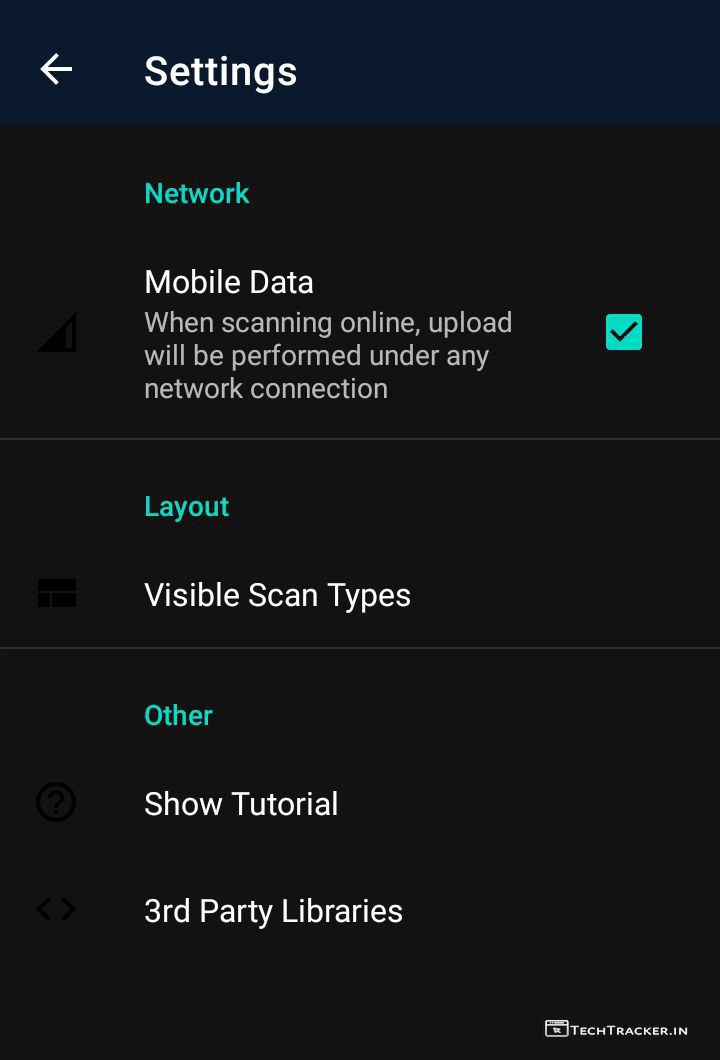 Settings
Network
Mobile Data
When scanning online, upload
will be performed under any
network connection
Layout
Visible Scan Types
Other
Show Tutorial
3rd Party Libraries
TECHTRACKER.IN